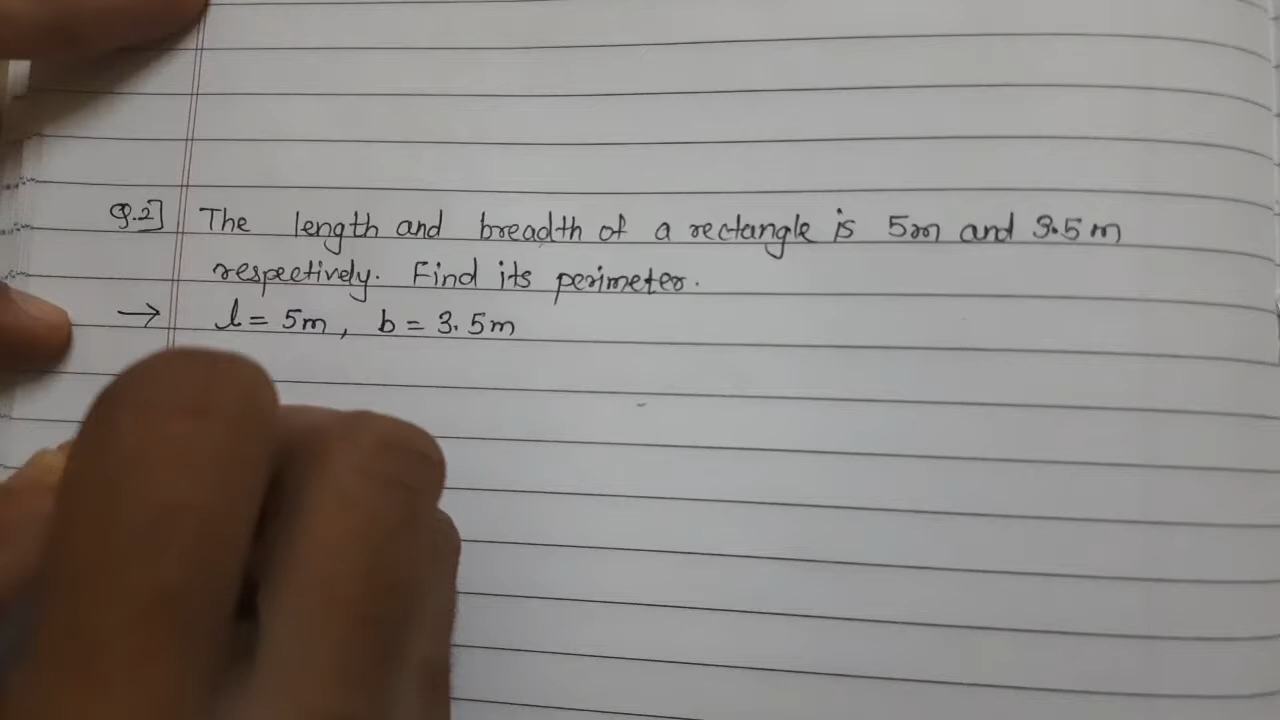 Q.2] The length and breadth of a rectangle is 5m and 3.5m
respectively. Find its perimeter.
→ l = 5m, b = 3.5m